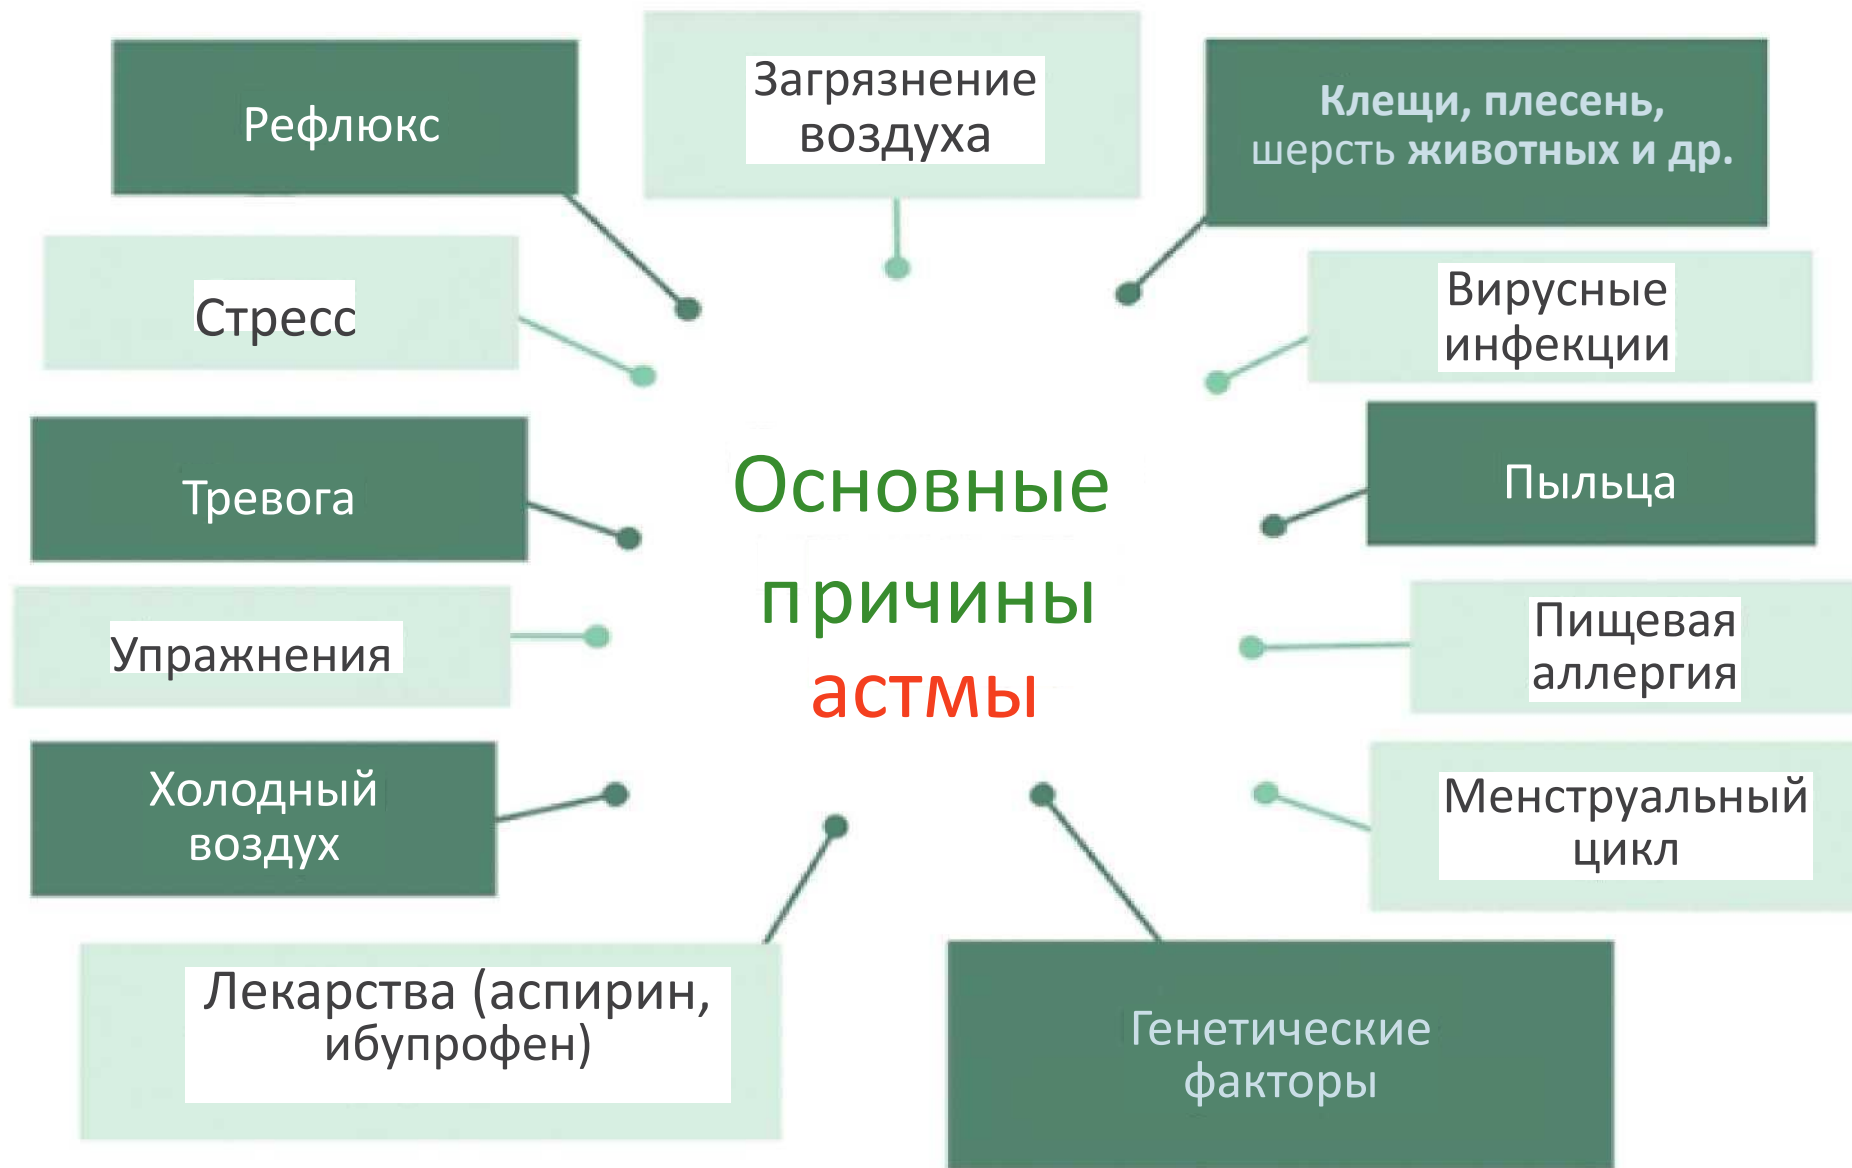 Рефлюкс
Загрязнение
воздуха
Клещи, плесень,
шерсть животных и др.
Стресс
Вирусные
инфекции
Тревога
Пыльца
Основные
причины
астмы
Упражнения
Пищевая
аллергия
Холодный
воздух
Менструальный
цикл
Лекарства (аспирин,
ибупрофен)
Генетические
факторы